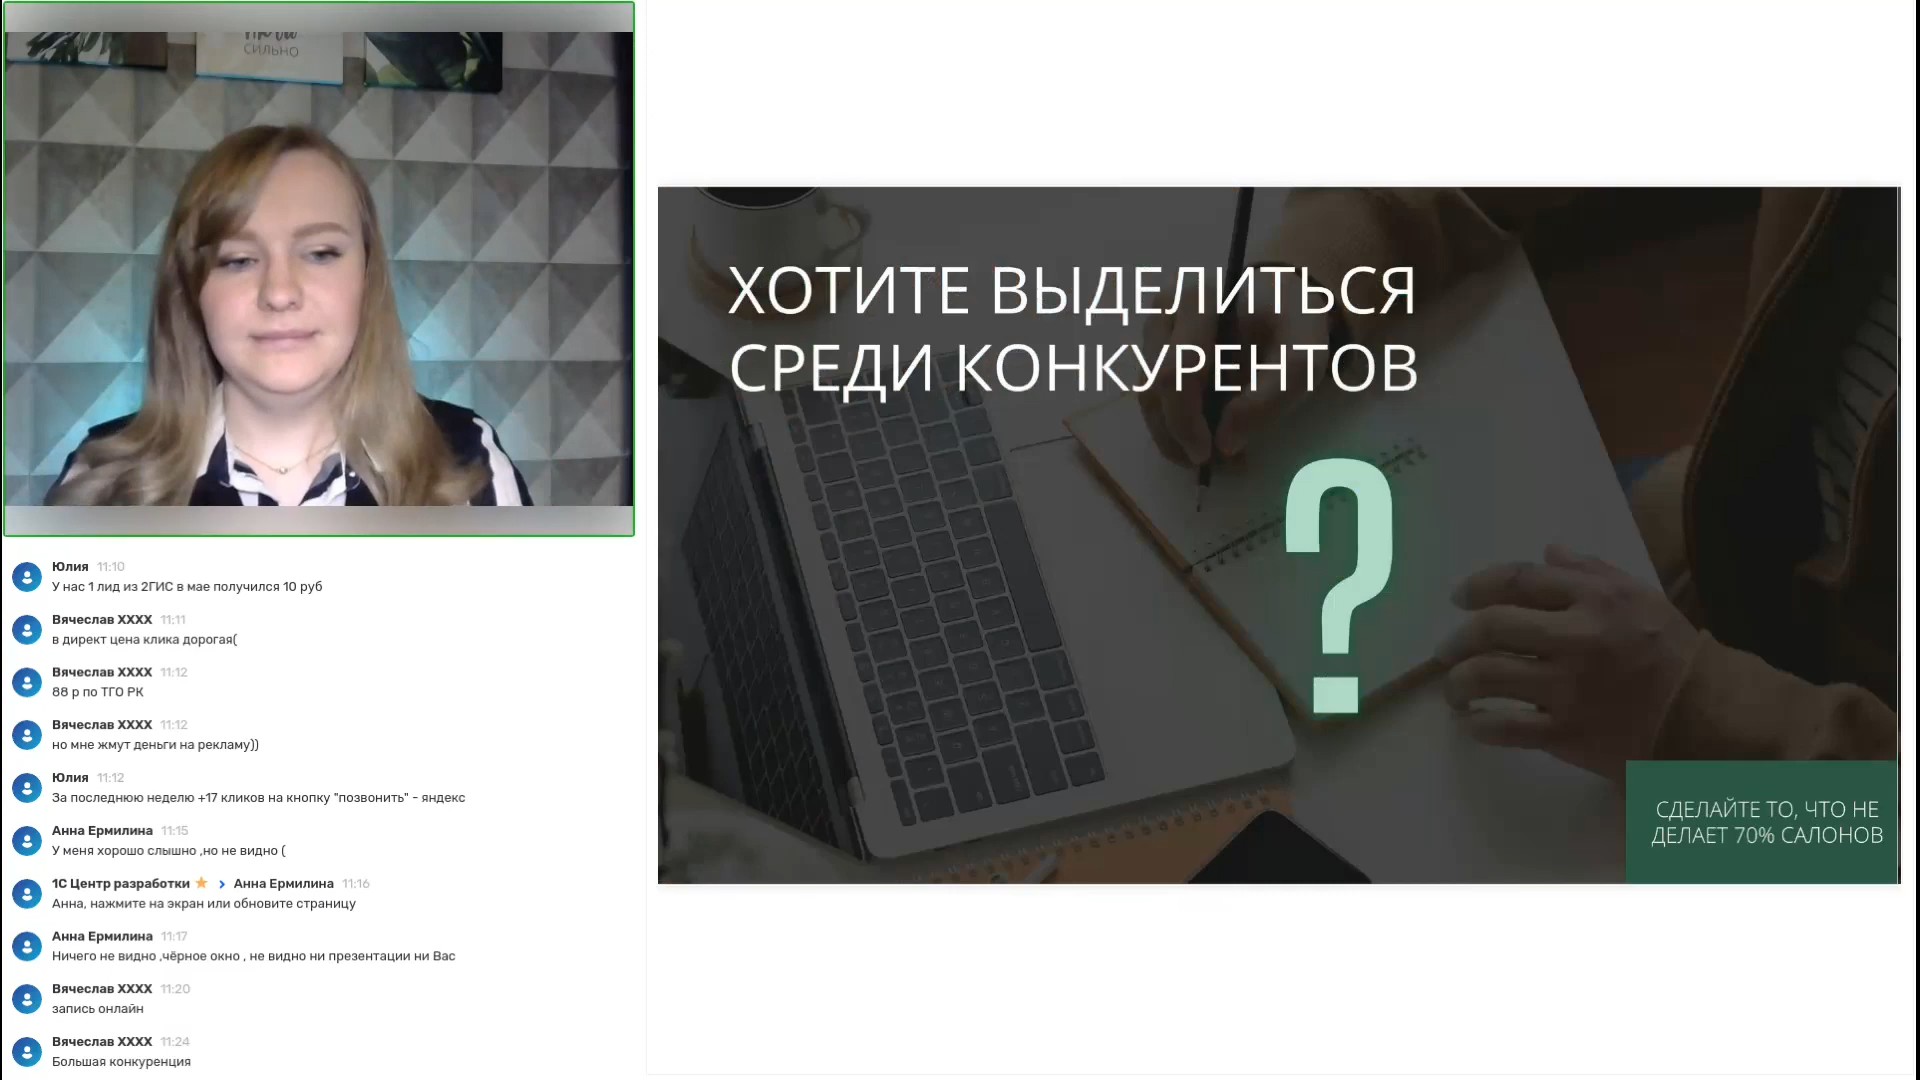 СИЛЬНО
Юлия 11:10
У нас 1 лид из 2ГИС в мае получился 10 руб
Вячеслав ХХХХ 11:11
в директ цена клика дорогая(
Вячеслав ХХХХ 11:12
88 р по ТГО РК
Вячеслав ХХХХ 11:12
но мне жмут деньги на рекламу))
Юлия 11:12
За последнюю неделю +17 кликов на кнопку "позвонить" - яндекс
Анна Ермилина 11:15
У меня хорошо слышно ,но не видно (
1С Центр разработки Анна Ермилина 11:16
Анна, нажмите на экран или обновите страницу
Анна Ермилина 11:17
Ничего не видно ,чёрное окно , не видно ни презентации ни Вас
Вячеслав ХХХХ 11:20
запись онлайн
Вячеслав ХХХХ 11:24
Большая конкуренция
ХОТИТЕ ВЫДЕЛИТЬСЯ
СРЕДИ КОНКУРЕНТОВ
?
СДЕЛАЙТЕ ТО, ЧТО НЕ
ДЕЛАЕТ 70% САЛОНОВ